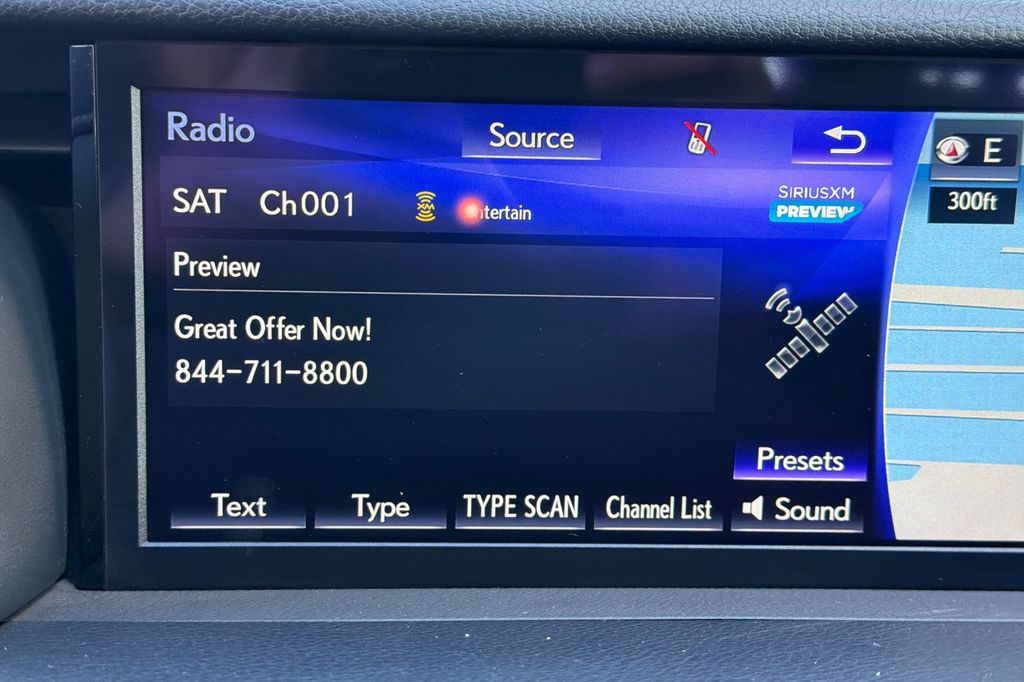 Radio
Source
E
SAT Ch001
XM
SIRIUSXM
PREVIEW
300ft
Preview
Great Offer Now!
844-711-8800
Presets
Text
Type
TYPE SCAN
Channel List
Sound